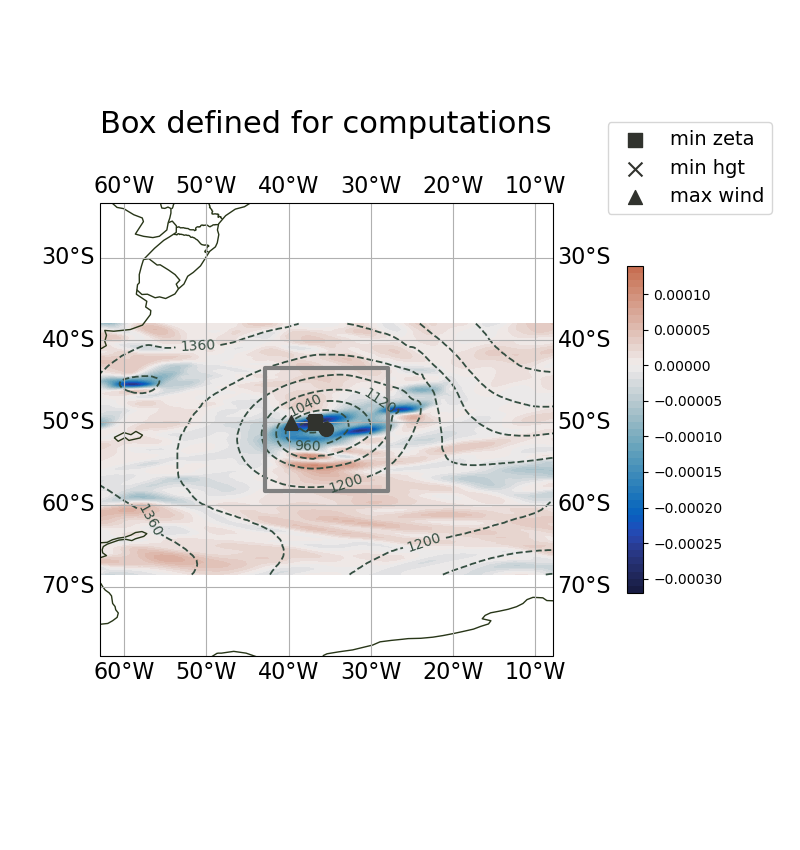 Box defined for computations
min zeta
min hgt
max wind
60°W 50°W 40°W 30°W 20°W 10°W
30°S 30°S
40°S 40°S
50°S 50°S
60°S 60°S
70°S 70°S
60°W 50°W 40°W 30°W 20°W 10°W
1360
1040
1120
960
1200
1360
1200
0.00010
0.00005
0.00000
−0.00005
−0.00010
−0.00015
−0.00020
−0.00025
−0.00030